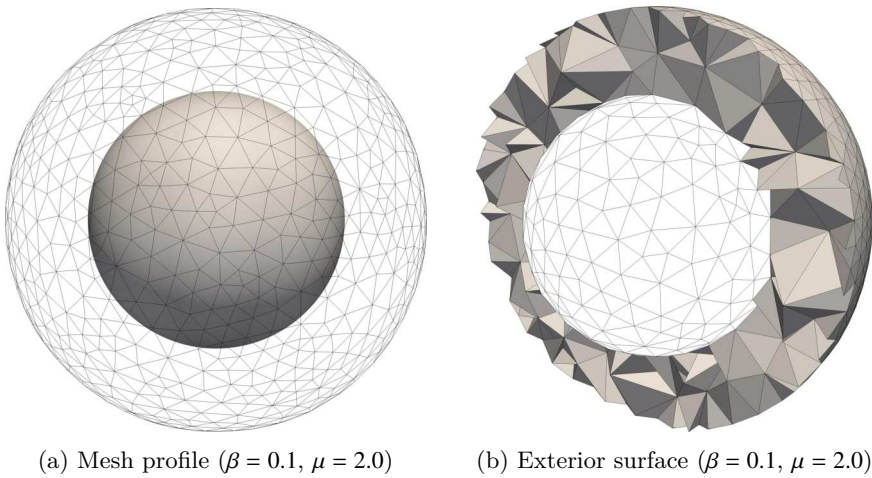 (a) Mesh profile (β = 0.1, μ = 2.0)
(b) Exterior surface (β = 0.1, μ = 2.0)